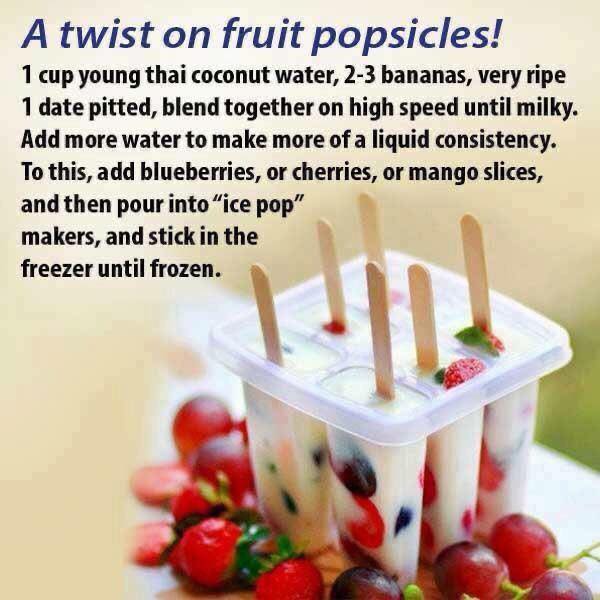 A twist on fruit popsicles!
1 cup young thai coconut water, 2-3 bananas, very ripe
1 date pitted, blend together on high speed until milky.
Add more water to make more of a liquid consistency.
To this, add blueberries, or cherries, or mango slices,
and then pour into “ice pop”
makers, and stick in the
freezer until frozen.